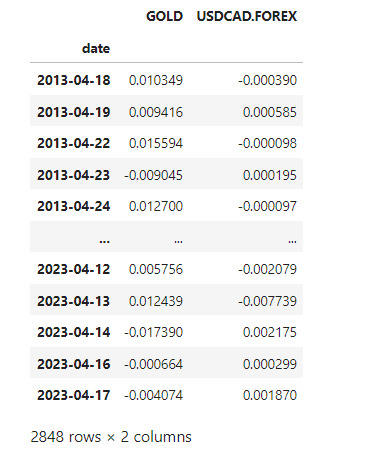 GOLD USDCAD.FOREX
date
2013-04-18 0.010349 -0.000390
2013-04-19 0.009416 0.000585
2013-04-22 0.015594 -0.000098
2013-04-23 -0.009045 0.000195
2013-04-24 0.012700 -0.000097
... ... ...
2023-04-12 0.005756 -0.002079
2023-04-13 0.012439 -0.007739
2023-04-14 -0.017390 0.002175
2023-04-16 -0.000664 0.000299
2023-04-17 -0.004074 0.001870
2848 rows × 2 columns